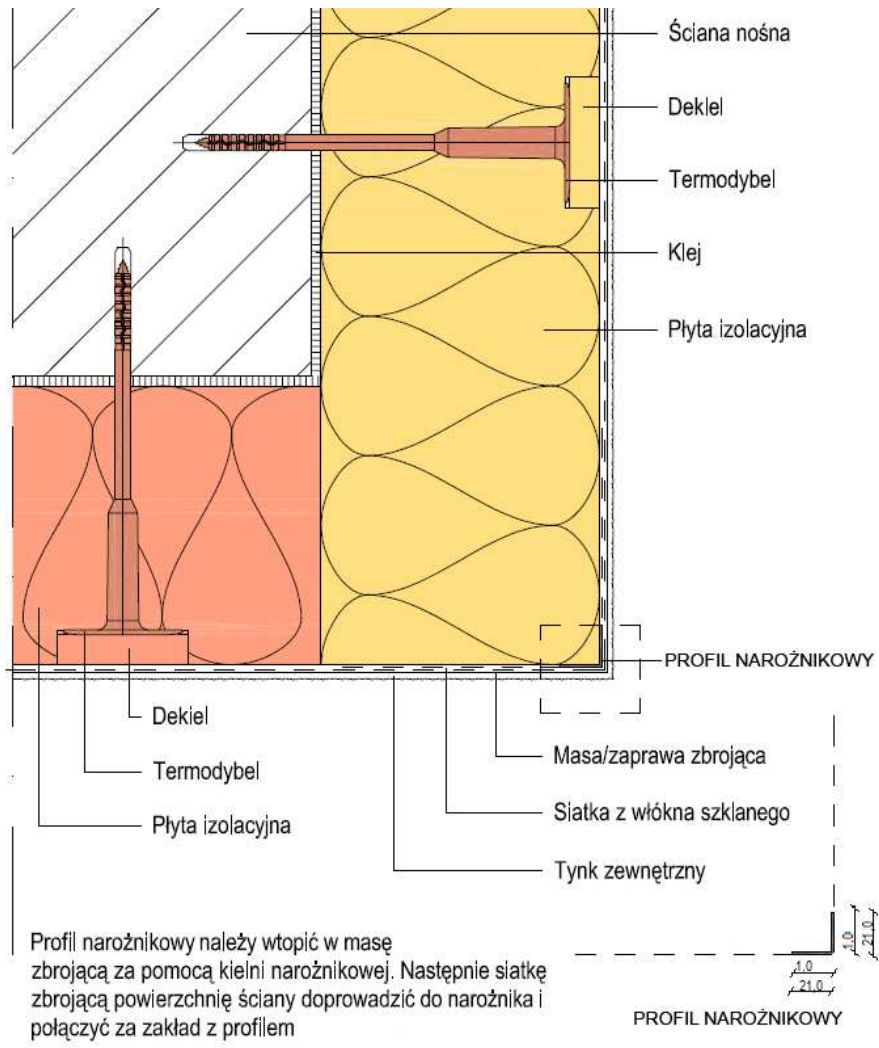 Ściana nośna
Dekiel
Termodybel
Klej
Płyta izolacyjna
PROFIL NAROŻNIKOWY
Dekiel
Termodybel
Płyta izolacyjna
Masa/zaprawa zbrojąca
Siatka z włókna szklanego
Tynk zewnętrzny
1,0
21,0
1,0
21,0
PROFIL NAROŻNIKOWY
Profil narożnikowy należy wtopić w masę
zbrojącą za pomocą kielni narożnikowej. Następnie siatkę
zbrojącą powierzchnię ściany doprowadzić do narożnika i
połączyć za zakład z profilem